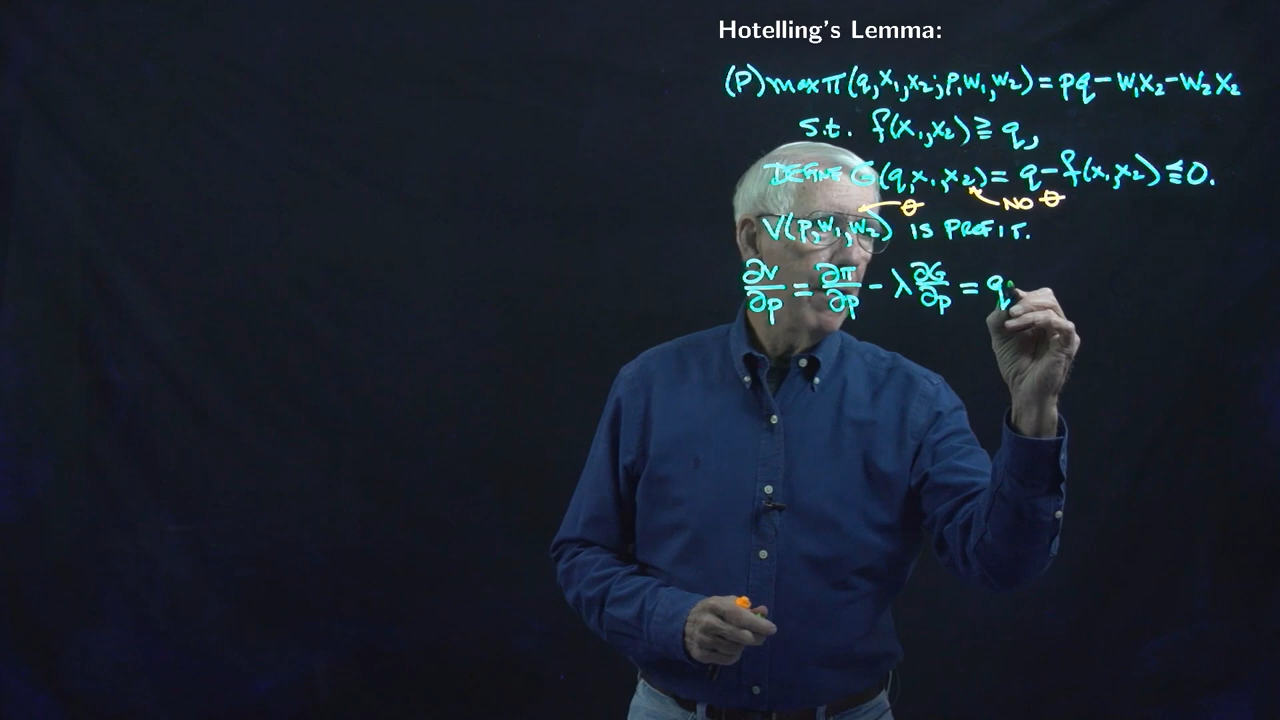 Hotelling's Lemma:
(P) max π(q,x₁,x₂;p,w₁,w₂) = pq − w₁x₂ − w₂x₂
s.t. f(x₁,x₂) ≧ q,
DEFINE G(q,x₁,x₂) = q − f(x₁,x₂) ≦ 0.
θ NO θ
V(p,w₁,w₂) IS PROFIT.
∂V/∂p = ∂π/∂p − λ ∂G/∂p = q